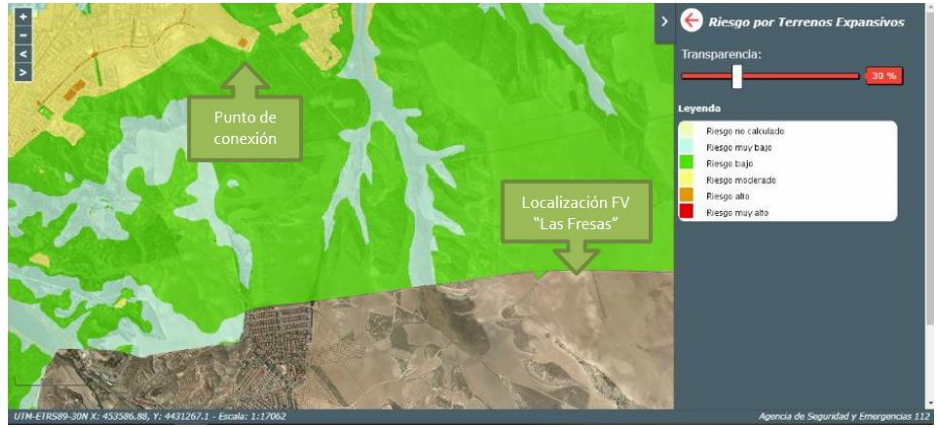 +
−
<
>
>
Riesgo por Terrenos Expansivos
Transparencia:
30 %
Leyenda
Riesgo no calculado
Riesgo muy bajo
Riesgo bajo
Riesgo moderado
Riesgo alto
Riesgo muy alto
Punto de
conexión
Localización FV
“Las Fresas”
UTM-ETRS89-30N X: 453586.88, Y: 4431267.1 - Escala: 1:17062
Agencia de Seguridad y Emergencias 112